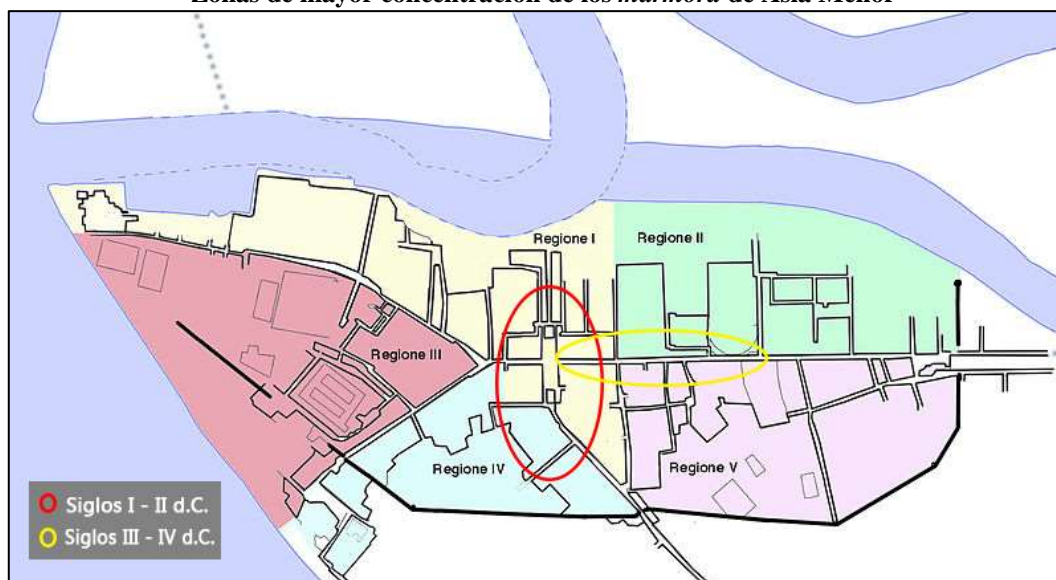 Zonas de mayor concentración de los marmora de Asia Menor
Regione I
Regione II
Regione III
Regione IV
Regione V
Siglos I - II d.C.
Siglos III - IV d.C.